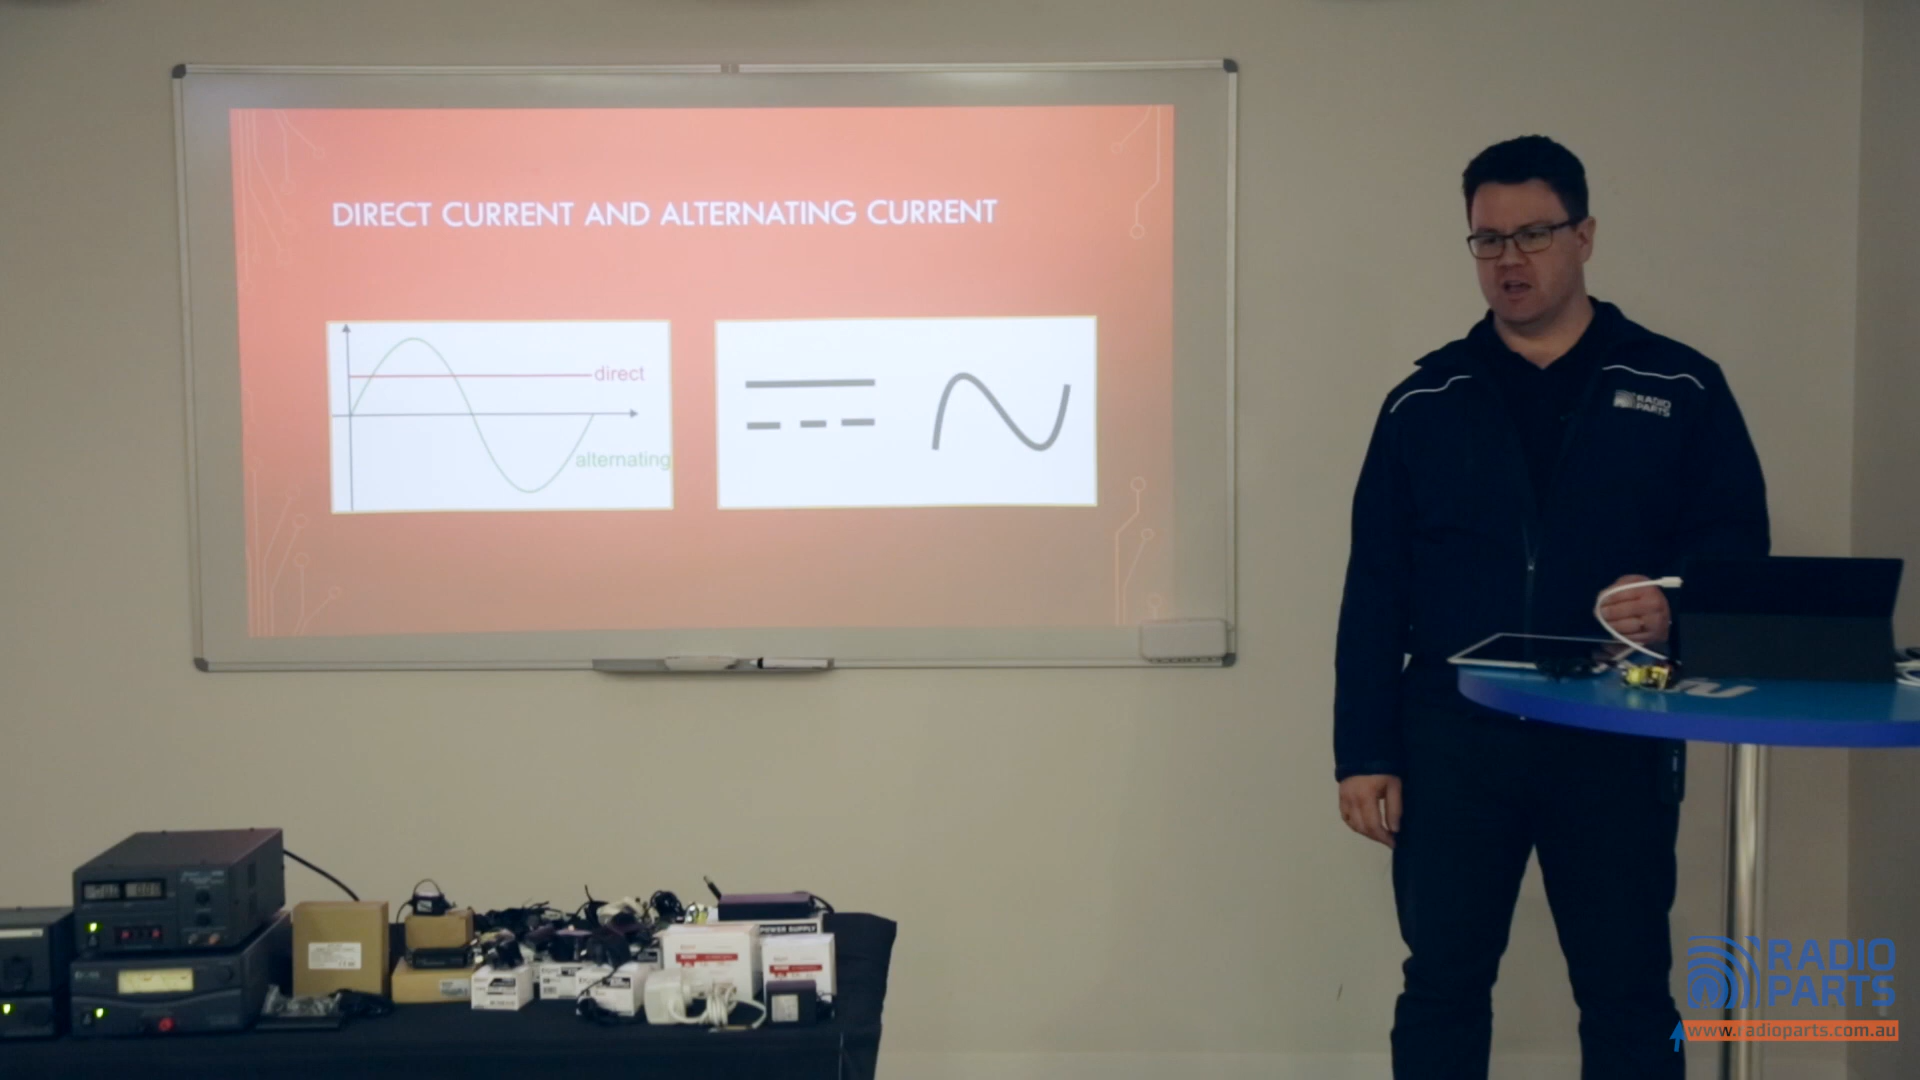 DIRECT CURRENT AND ALTERNATING CURRENT
direct
alternating
RADIO
PARTS
POWER SUPPLY
RADIO
PARTS
www.radioparts.com.au